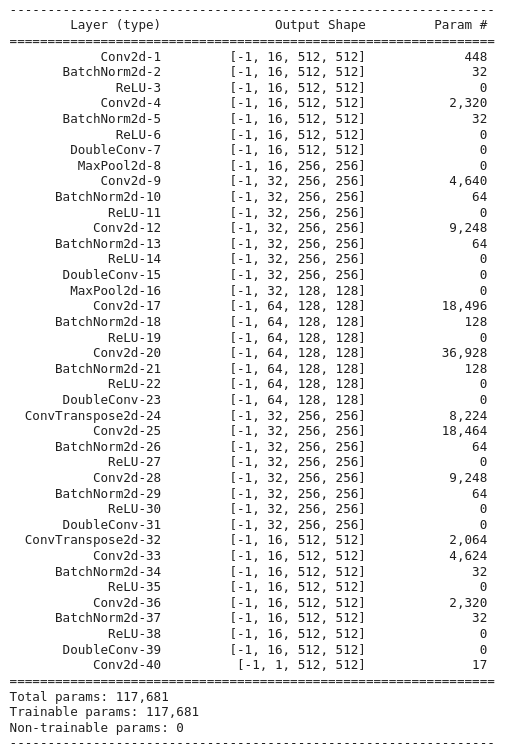 ----------------------------------------------------------------
        Layer (type)               Output Shape         Param #
================================================================
            Conv2d-1         [-1, 16, 512, 512]             448
       BatchNorm2d-2         [-1, 16, 512, 512]              32
              ReLU-3         [-1, 16, 512, 512]               0
            Conv2d-4         [-1, 16, 512, 512]           2,320
       BatchNorm2d-5         [-1, 16, 512, 512]              32
              ReLU-6         [-1, 16, 512, 512]               0
        DoubleConv-7         [-1, 16, 512, 512]               0
         MaxPool2d-8         [-1, 16, 256, 256]               0
            Conv2d-9         [-1, 32, 256, 256]           4,640
      BatchNorm2d-10         [-1, 32, 256, 256]              64
             ReLU-11         [-1, 32, 256, 256]               0
           Conv2d-12         [-1, 32, 256, 256]           9,248
      BatchNorm2d-13         [-1, 32, 256, 256]              64
             ReLU-14         [-1, 32, 256, 256]               0
       DoubleConv-15         [-1, 32, 256, 256]               0
        MaxPool2d-16         [-1, 32, 128, 128]               0
           Conv2d-17         [-1, 64, 128, 128]          18,496
      BatchNorm2d-18         [-1, 64, 128, 128]             128
             ReLU-19         [-1, 64, 128, 128]               0
           Conv2d-20         [-1, 64, 128, 128]          36,928
      BatchNorm2d-21         [-1, 64, 128, 128]             128
             ReLU-22         [-1, 64, 128, 128]               0
       DoubleConv-23         [-1, 64, 128, 128]               0
  ConvTranspose2d-24         [-1, 32, 256, 256]           8,224
           Conv2d-25         [-1, 32, 256, 256]          18,464
      BatchNorm2d-26         [-1, 32, 256, 256]              64
             ReLU-27         [-1, 32, 256, 256]               0
           Conv2d-28         [-1, 32, 256, 256]           9,248
      BatchNorm2d-29         [-1, 32, 256, 256]              64
             ReLU-30         [-1, 32, 256, 256]               0
       DoubleConv-31         [-1, 32, 256, 256]               0
  ConvTranspose2d-32         [-1, 16, 512, 512]           2,064
           Conv2d-33         [-1, 16, 512, 512]           4,624
      BatchNorm2d-34         [-1, 16, 512, 512]              32
             ReLU-35         [-1, 16, 512, 512]               0
           Conv2d-36         [-1, 16, 512, 512]           2,320
      BatchNorm2d-37         [-1, 16, 512, 512]              32
             ReLU-38         [-1, 16, 512, 512]               0
       DoubleConv-39         [-1, 16, 512, 512]               0
           Conv2d-40          [-1, 1, 512, 512]              17
================================================================
Total params: 117,681
Trainable params: 117,681
Non-trainable params: 0
----------------------------------------------------------------